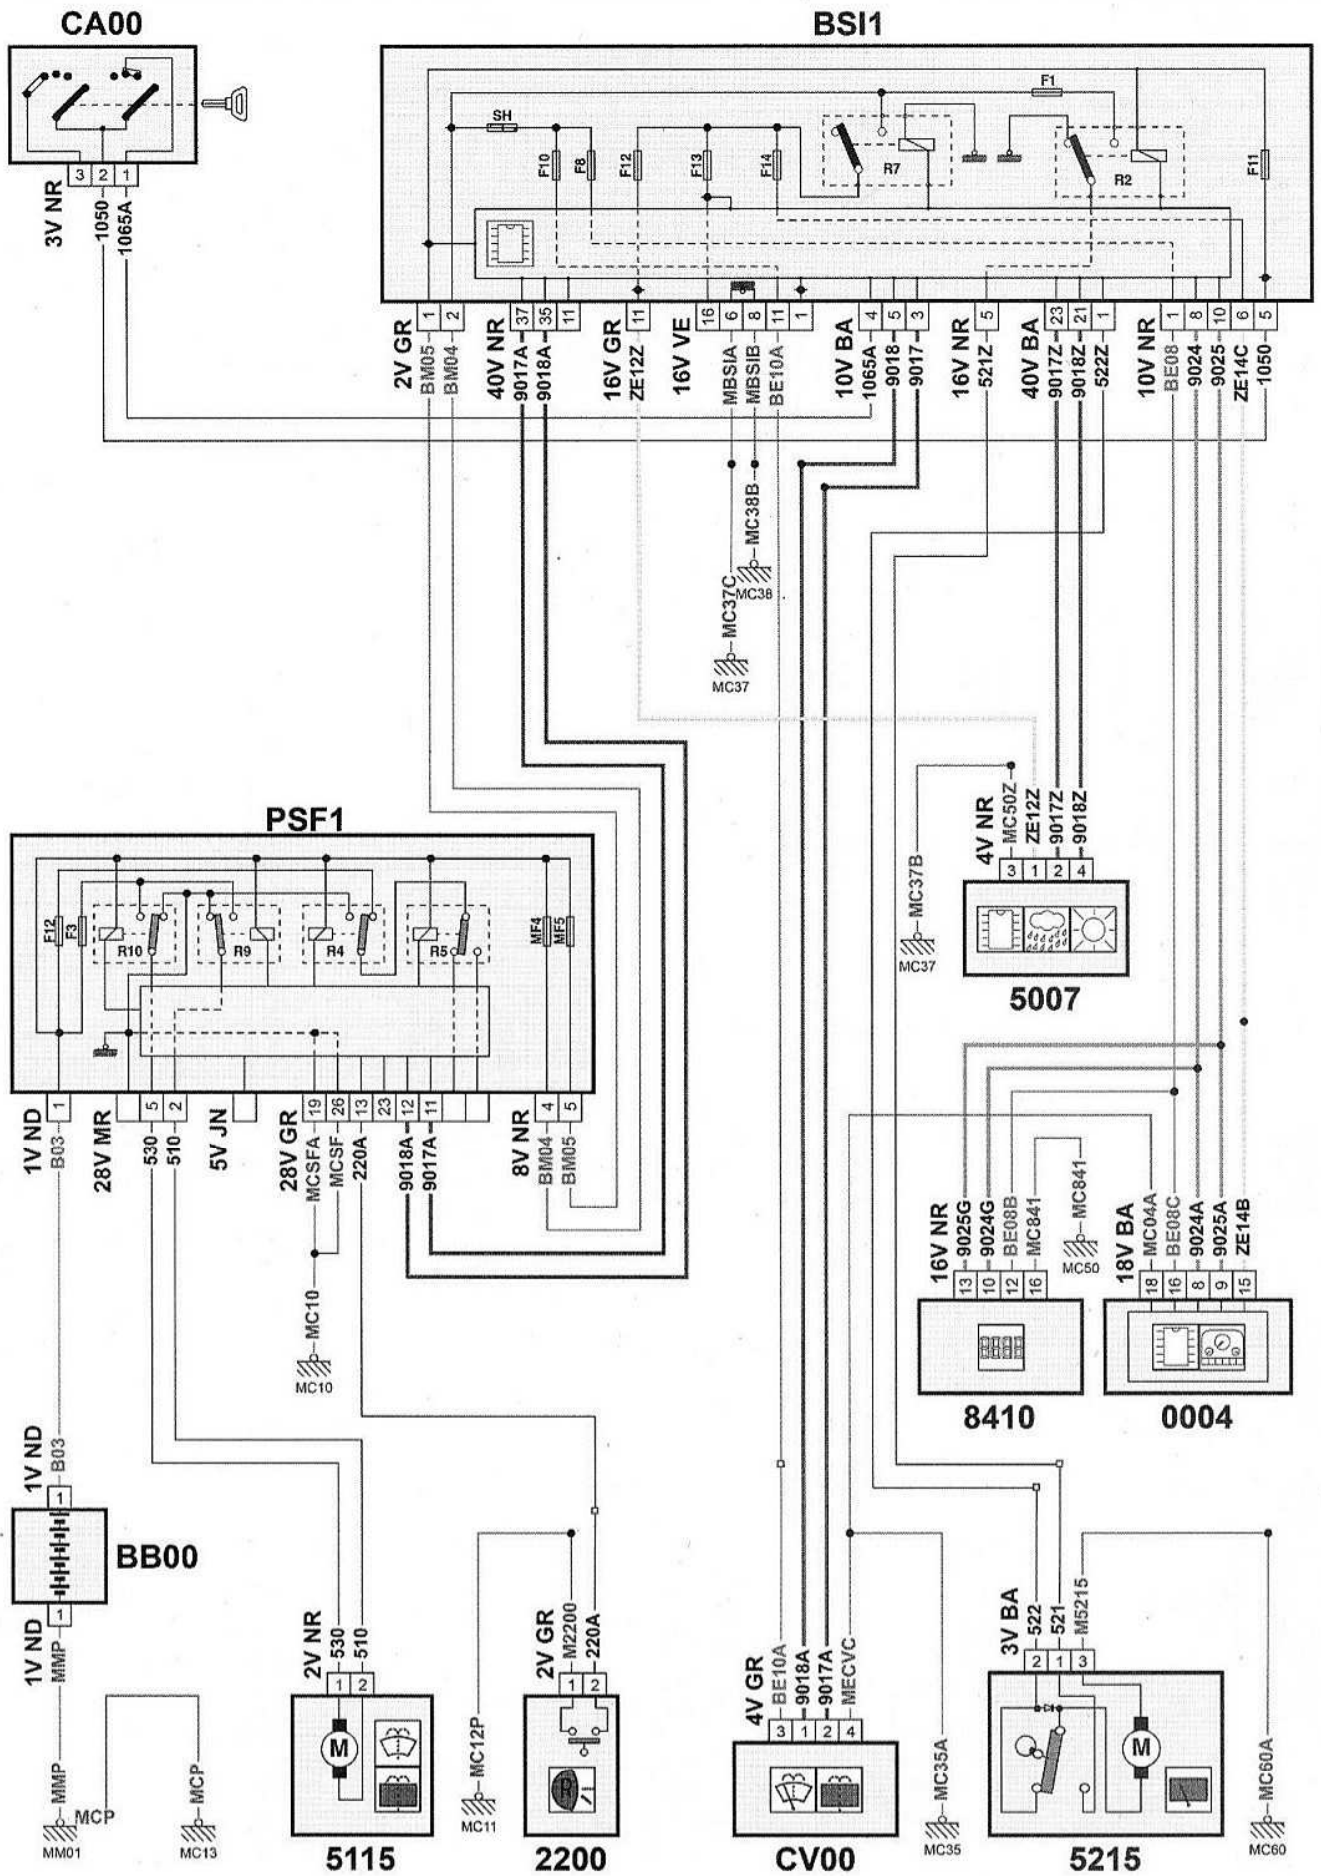 CA00
BSI1
F1
SH
F10
F8
F12
F13
F14
R7
R2
F11
3 2 1
3V NR
1050
1065A
1 2
37 35 11
11
16 6 8 11 1
4 5 3
5
23 21 1
1 8 10 6 5
2V GR
BM05
BM04
40V NR
9017A
9018A
16V GR
ZE12Z
16V VE
MBSIA
MBSIB
BE10A
10V BA
1065A
9018
9017
16V NR
521Z
40V BA
9017Z
9018Z
522Z
10V NR
BE08
9024
9025
ZE14C
1050
MC38B
MC38
MC37C
MC37
PSF1
F12
F3
R10
R9
R4
R5
MF4
MF5
4V NR
MC50Z
ZE12Z
9017Z
9018Z
3 1 2 4
MC37B
MC37
5007
1
5 2
19 26 13 23 12 11
4 5
1V ND
B03
28V MR
530
510
5V JN
28V GR
MCSFA
MCSF
220A
9018A
9017A
8V NR
BM04
BM05
MC10
MC10
16V NR
9025G
9024G
BE08B
MC841
MC841
MC50
18V BA
MC04A
BE08C
9024A
9025A
ZE14B
13 10 12 16
18 16 8 9 15
8410
0004
1V ND
B03
1
BB00
1
1V ND
MMP
MMP
MCP
MM01
MCP
MC13
2V NR
530
510
1 2
M
5115
MC12P
MC11
2V GR
M2200
220A
1 2
R
2200
4V GR
BE10A
9018A
9017A
MECVC
3 1 2 4
CV00
MC35A
MC35
3V BA
522
521
M5215
2 1 3
M
5215
MC60A
MC60